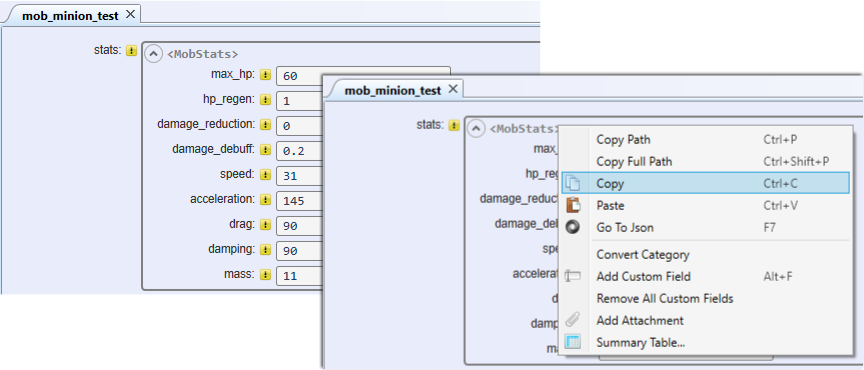 mob_minion_test
stats:
<MobStats>
max_hp: 60
hp_regen: 1
damage_reduction: 0
damage_debuff: 0.2
speed: 31
acceleration: 145
drag: 90
damping: 90
mass: 11
mob_minion_test
stats:
<MobStats>
max_
hp_reg
damage_reduct
damage_deb
spe
accelerat
d
damp
ma
Copy Path Ctrl+P
Copy Full Path Ctrl+Shift+P
Copy Ctrl+C
Paste Ctrl+V
Go To Json F7
Convert Category
Add Custom Field Alt+F
Remove All Custom Fields
Add Attachment
Summary Table...